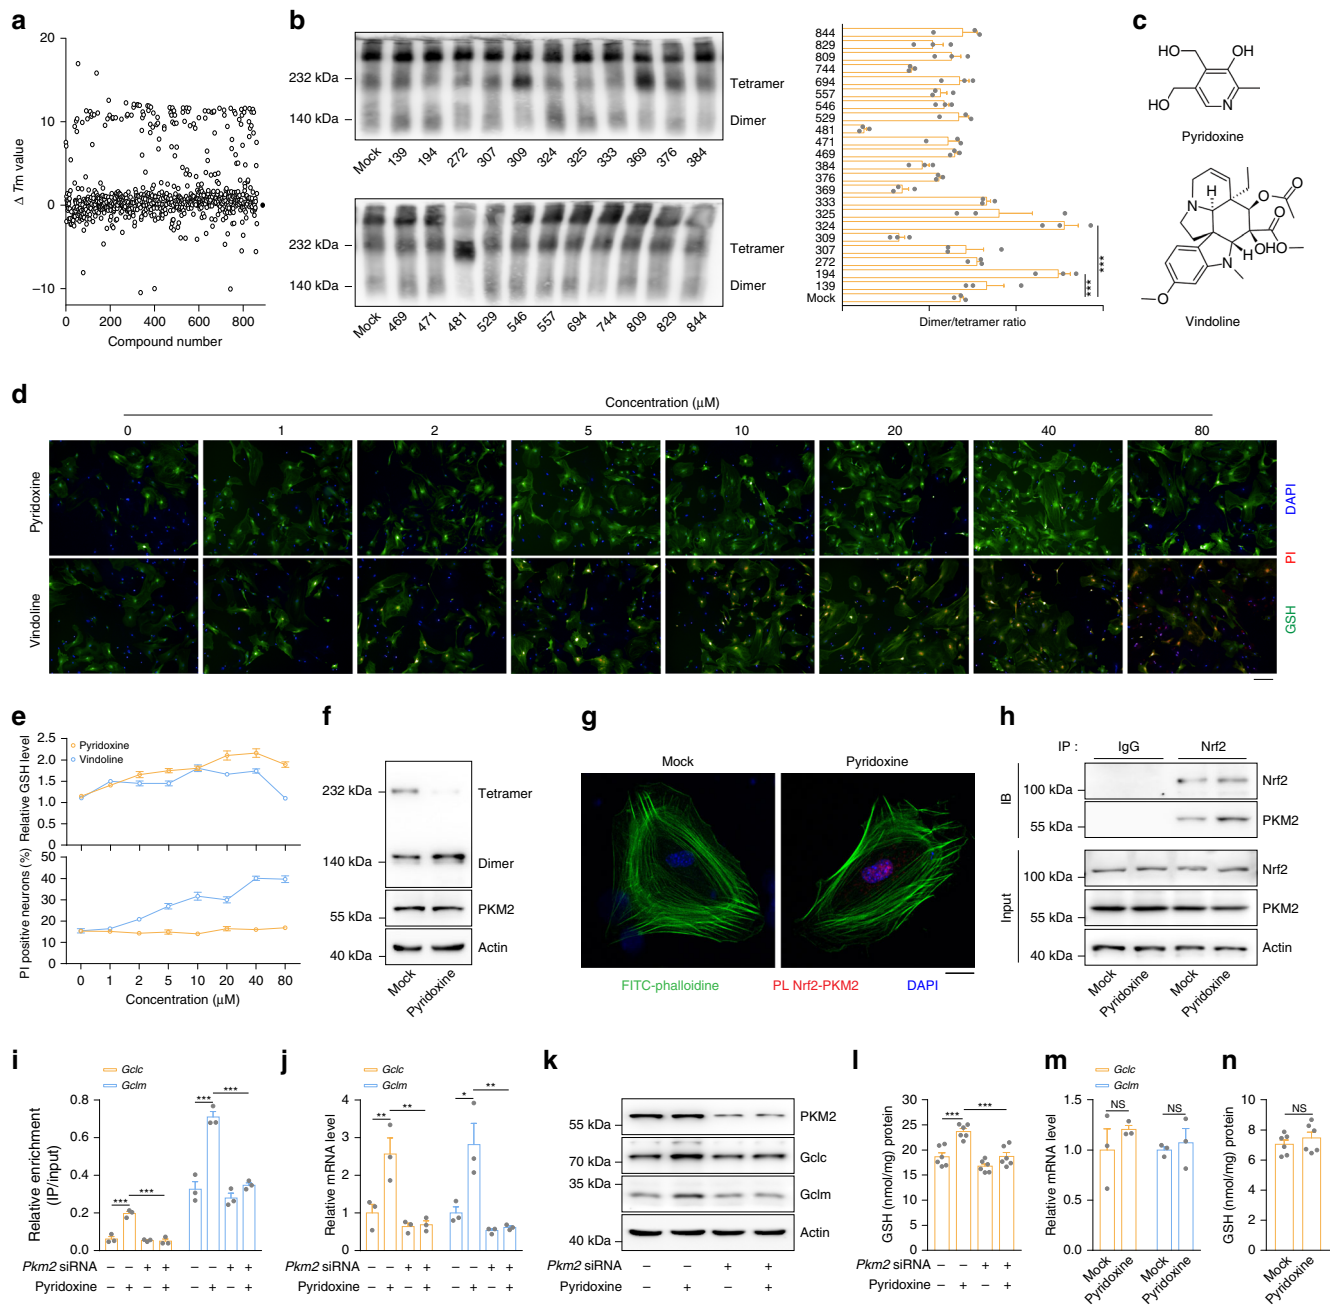 a
20
10
0
−10
Δ Tm value
0 200 400 600 800
Compound number
b
232 kDa
140 kDa
Tetramer
Dimer
Mock 139 194 272 307 309 324 325 333 369 376 384
232 kDa
140 kDa
Tetramer
Dimer
Mock 469 471 481 529 546 557 694 744 809 829 844
844
829
809
744
694
557
546
529
481
471
469
384
376
369
333
325
324
309
307
272
194
139
Mock
*** ***
Dimer/tetramer ratio
c
HO OH
HO N
Pyridoxine
N H O O O O
OH H N O
Vindoline
d
Concentration (μM)
0 1 2 5 10 20 40 80
Pyridoxine
Vindoline
DAPI
PI
GSH
e
Relative GSH level
2.5
2.0
1.5
1.0
0.5
0
Pyridoxine
Vindoline
PI positive neurons (%)
50
40
30
20
10
0
0 1 2 5 10 20 40 80
Concentration (μM)
f
232 kDa
140 kDa
55 kDa
40 kDa
Tetramer
Dimer
PKM2
Actin
Mock Pyridoxine
g
Mock Pyridoxine
FITC-phalloidine PL Nrf2-PKM2 DAPI
h
IP : IgG Nrf2
IB
100 kDa Nrf2
55 kDa PKM2
Input
100 kDa Nrf2
55 kDa PKM2
40 kDa Actin
Mock Pyridoxine Mock Pyridoxine
i
Gclc
Gclm
Relative enrichment
(IP/input)
0.8
0.6
0.4
0.2
0
*** *** *** ***
Pkm2 siRNA − − + + − − + +
Pyridoxine − + − + − + − +
j
Gclc
Gclm
Relative mRNA level
4
3
2
1
0
** ** * **
Pkm2 siRNA − − + + − − + +
Pyridoxine − + − + − + − +
k
55 kDa PKM2
70 kDa Gclc
35 kDa Gclm
40 kDa Actin
Pkm2 siRNA − − + +
Pyridoxine − + − +
l
GSH (nmol/mg) protein
30
25
20
15
10
5
0
*** ***
Pkm2 siRNA − − + +
Pyridoxine − + − +
m
Gclc
Gclm
Relative mRNA level
1.5
1.0
0.5
0.0
NS NS
Mock Pyridoxine Mock Pyridoxine
n
GSH (nmol/mg) protein
10
8
6
4
2
0
NS
Mock Pyridoxine